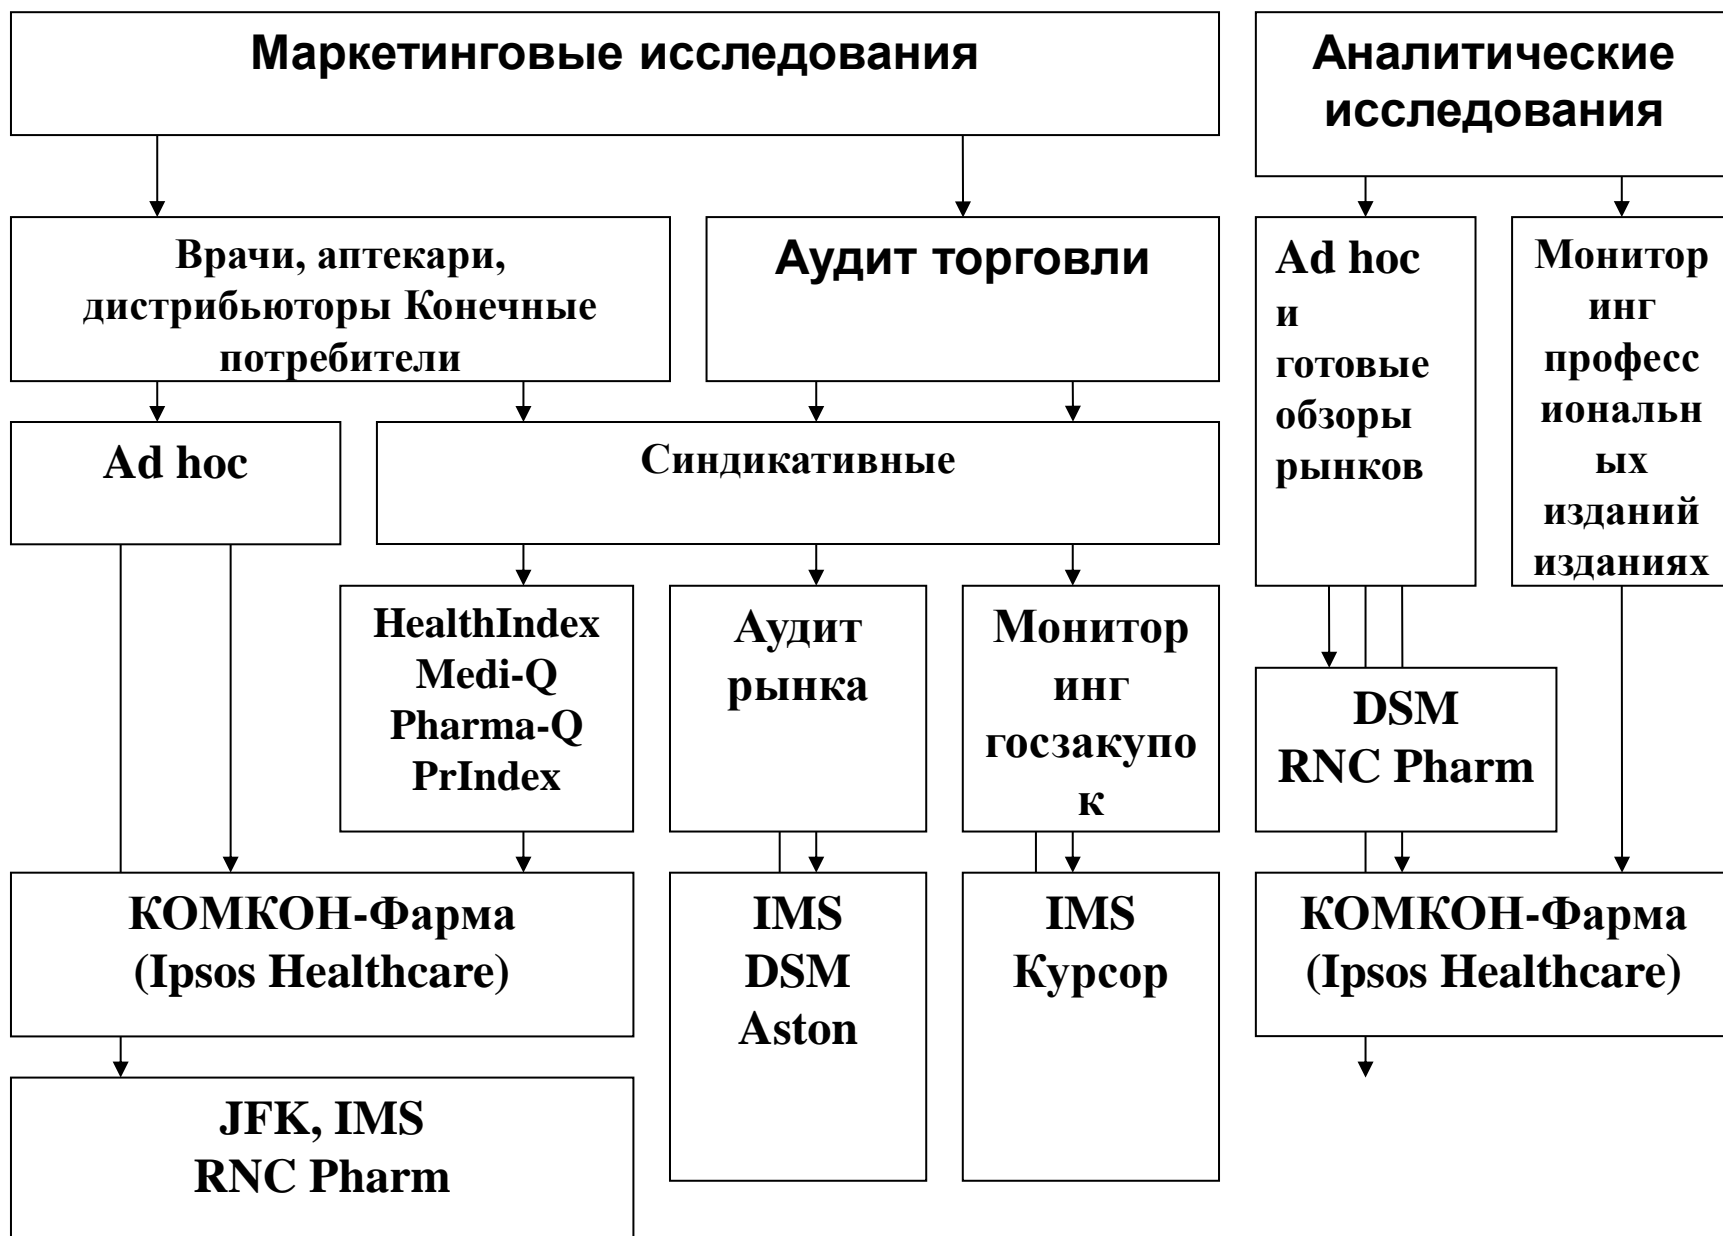 Маркетинговые исследования
Аналитические
исследования
Врачи, аптекари,
дистрибьюторы Конечные
потребители
Аудит торговли
Ad hoc
и
готовые
обзоры
рынков
Монитор
инг
професс
иональн
ых
изданий
изданиях
Ad hoc
Синдикативные
HealthIndex
Medi-Q
Pharma-Q
PrIndex
Аудит
рынка
Монитор
инг
госзакупо
к
DSM
RNC Pharm
КОМКОН-Фарма
(Ipsos Healthcare)
IMS
DSM
Aston
IMS
Курсор
КОМКОН-Фарма
(Ipsos Healthcare)
JFK, IMS
RNC Pharm